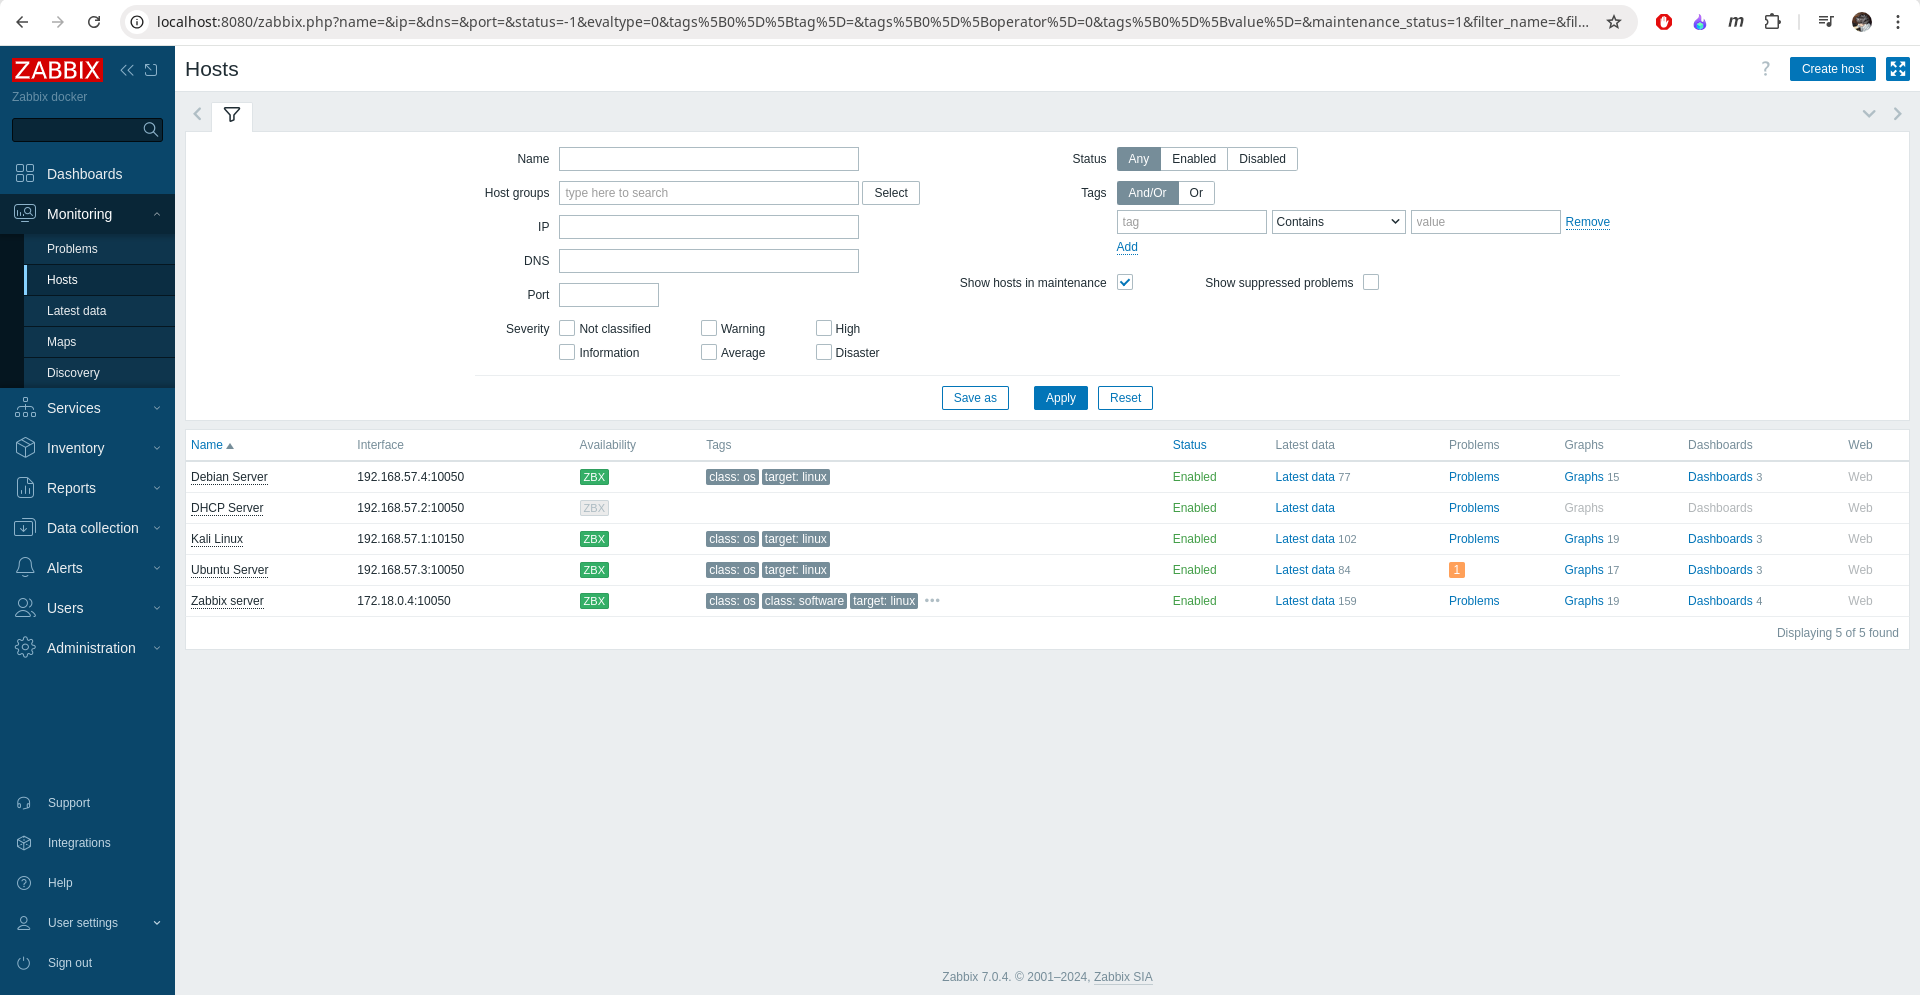 localhost:8080/zabbix.php?name=&ip=&dns=&port=&status=-1&evaltype=0&tags%5B0%5D%5Btag%5D=&tags%5B0%5D%5Boperator%5D=0&tags%5B0%5D%5Bvalue%5D=&maintenance_status=1&filter_name=&fil...
m
ZABBIX
Zabbix docker
Dashboards
Monitoring
Problems
Hosts
Latest data
Maps
Discovery
Services
Inventory
Reports
Data collection
Alerts
Users
Administration
Support
Integrations
Help
User settings
Sign out
Hosts
? Create host
Name
Host groups type here to search Select
IP
DNS
Port
Severity Not classified Warning High
Information Average Disaster
Status Any Enabled Disabled
Tags And/Or Or
tag Contains value Remove
Add
Show hosts in maintenance Show suppressed problems
Save as Apply Reset
Name Interface Availability Tags Status Latest data Problems Graphs Dashboards Web
Debian Server 192.168.57.4:10050 ZBX class: os target: linux Enabled Latest data 77 Problems Graphs 15 Dashboards 3 Web
DHCP Server 192.168.57.2:10050 ZBX Enabled Latest data Problems Graphs Dashboards Web
Kali Linux 192.168.57.1:10150 ZBX class: os target: linux Enabled Latest data 102 Problems Graphs 19 Dashboards 3 Web
Ubuntu Server 192.168.57.3:10050 ZBX class: os target: linux Enabled Latest data 84 1 Graphs 17 Dashboards 3 Web
Zabbix server 172.18.0.4:10050 ZBX class: os class: software target: linux ••• Enabled Latest data 159 Problems Graphs 19 Dashboards 4 Web
Displaying 5 of 5 found
Zabbix 7.0.4. © 2001–2024, Zabbix SIA